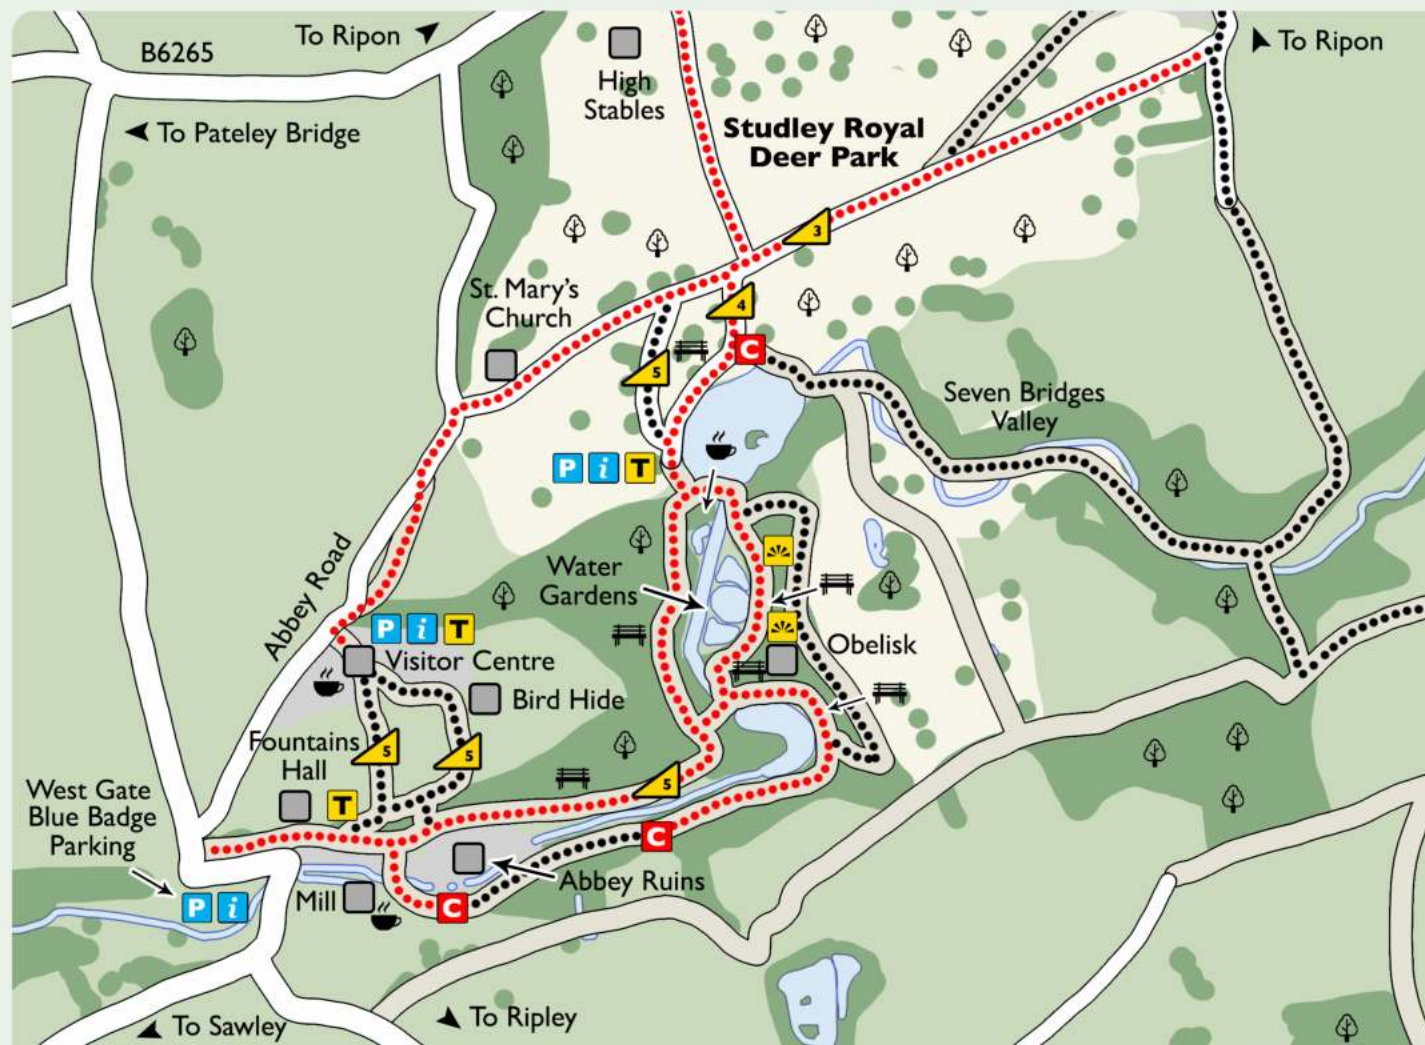 To Ripon
B6265
To Ripon
High
Stables
To Pateley Bridge
Studley Royal
Deer Park
3
St. Mary's
Church
4
C
5
Seven Bridges
Valley
P i T
Abbey Road
Water
Gardens
P i T
Visitor Centre
Obelisk
Bird Hide
Fountains
Hall
5
5
5
T
West Gate
Blue Badge
Parking
C
Abbey Ruins
Mill
C
P i
To Sawley
To Ripley